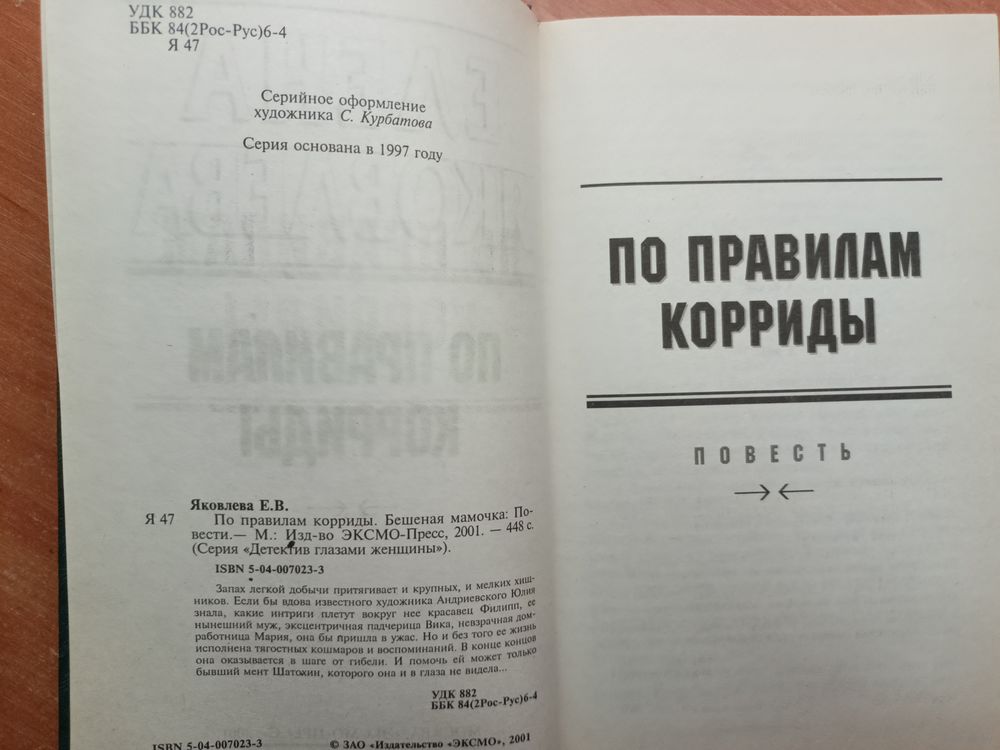 УДК 882
ББК 84(2Рос-Рус)6-4
Я 47
Серийное оформление
художника С. Курбатова
Серия основана в 1997 году
Яковлева Е.В.
Я 47 По правилам корриды. Бешеная мамочка: По-
вести.— М.: Изд-во ЭКСМО-Пресс, 2001. — 448 с.
(Серия «Детектив глазами женщины»).
ISBN 5-04-007023-3
Запах легкой добычи притягивает и крупных, и мелких хищ-
ников. Если бы вдова известного художника Андриевского Юлия
знала, какие интриги плетут вокруг нее красавец Филипп, ее
нынешний муж, эксцентричная падчерица Вика, невзрачная дом-
работница Мария, она бы пришла в ужас. Но и без того ее жизнь
исполнена тягостных кошмаров и воспоминаний. В конце концов
она оказывается в шаге от гибели. И помочь ей может только
бывший мент Шатохин, которого она и в глаза не видела...
УДК 882
ББК 84(2Рос-Рус)6-4
ISBN 5-04-007023-3 © ЗАО «Издательство «ЭКСМО», 2001
ПО ПРАВИЛАМ
КОРРИДЫ
ПОВЕСТЬ